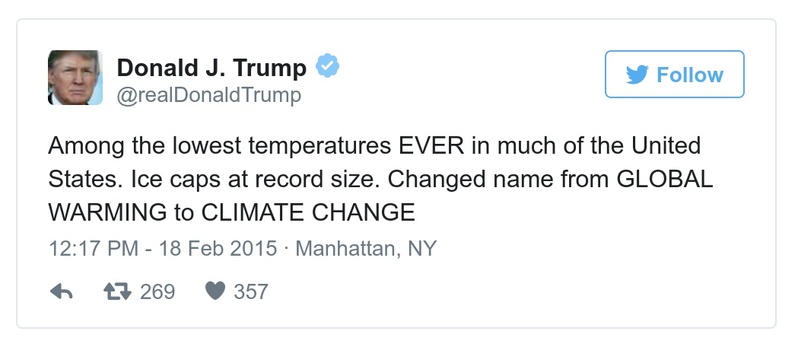 Donald J. Trump
@realDonaldTrump
Follow
Among the lowest temperatures EVER in much of the United
States. Ice caps at record size. Changed name from GLOBAL
WARMING to CLIMATE CHANGE
12:17 PM - 18 Feb 2015 · Manhattan, NY
269 357